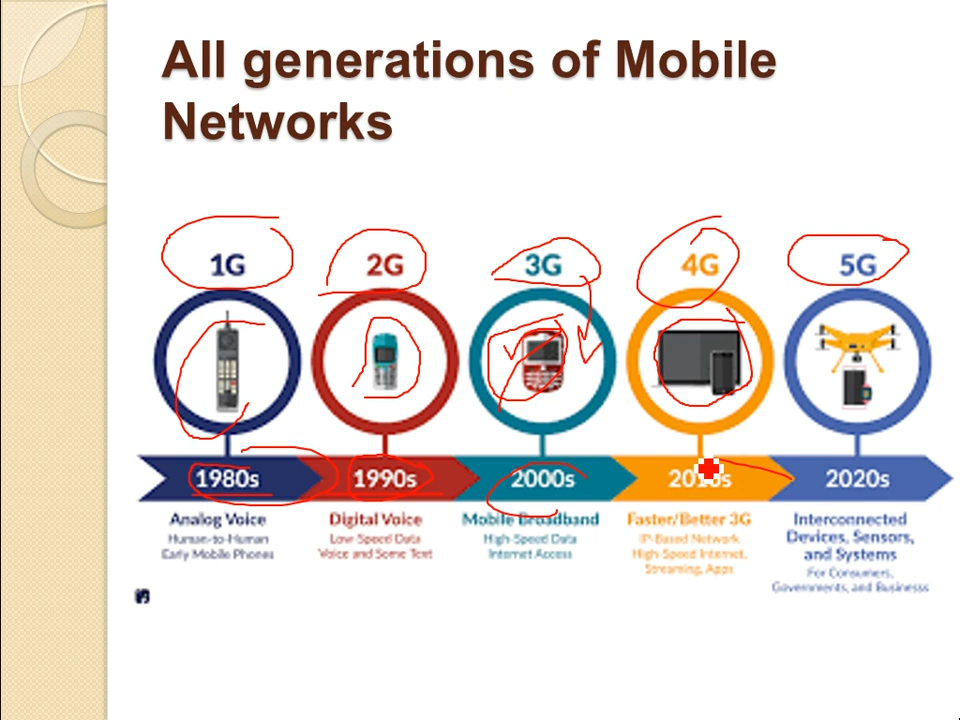 All generations of Mobile
Networks
1G 2G 3G 4G 5G
1980s 1990s 2000s 2010s 2020s
Analog Voice
Human-to-Human
Early Mobile Phones
Digital Voice
Low-Speed Data
Voice and Some Text
Mobile Broadband
High-Speed Data
Internet Access
Faster/Better 3G
IP-Based Network
High-Speed Internet,
Streaming, Apps
Interconnected
Devices, Sensors,
and Systems
For Consumers,
Governments, and Businesss